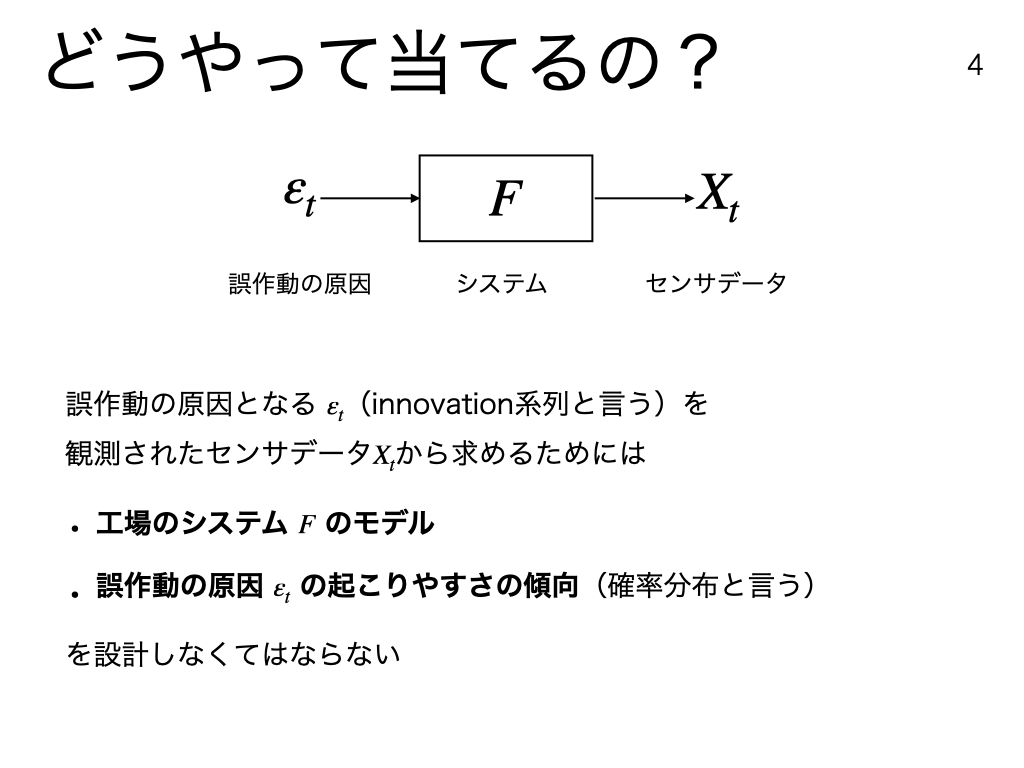 どうやって当てるの？
4
εt
F
Xt
誤作動の原因
システム
センサデータ
誤作動の原因となる εt（innovation系列と言う）を
観測されたセンサデータXtから求めるためには
・工場のシステム F のモデル
・誤作動の原因 εt の起こりやすさの傾向（確率分布と言う）
を設計しなくてはならない